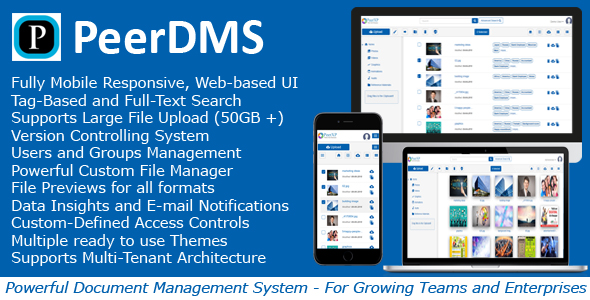 P PeerDMS
Fully Mobile Responsive, Web-based UI
Tag-Based and Full-Text Search
Supports Large File Upload (50GB +)
Version Controlling System
Users and Groups Management
Powerful Custom File Manager
File Previews for all formats
Data Insights and E-mail Notifications
Custom-Defined Access Controls
Multiple ready to use Themes
Supports Multi-Tenant Architecture
Powerful Document Management System - For Growing Teams and Enterprises